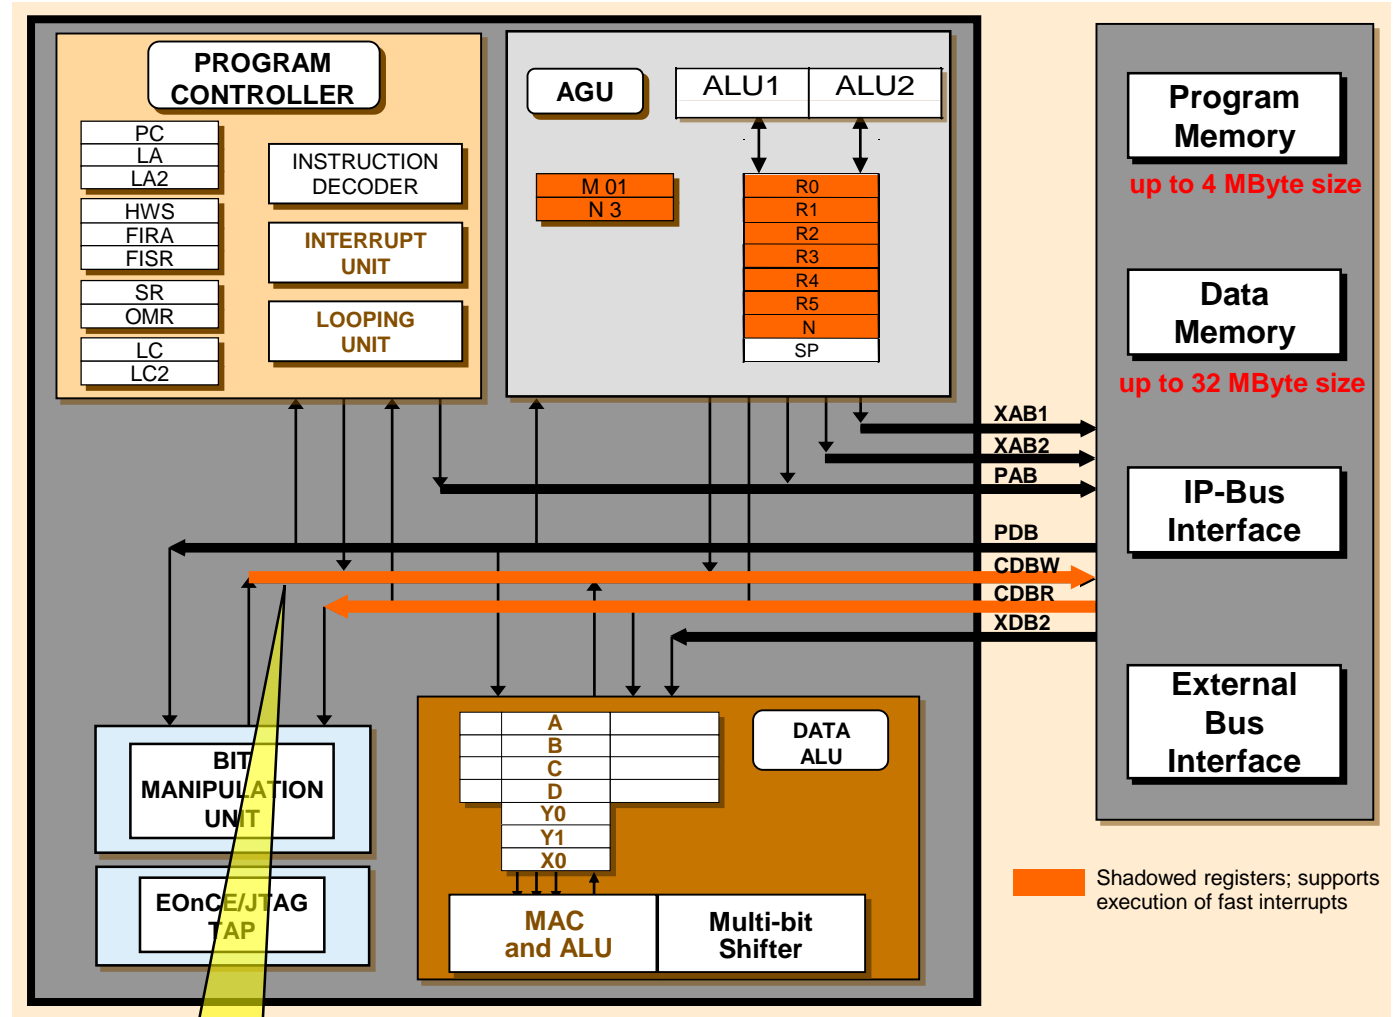 PROGRAM
CONTROLLER
PC
LA
LA2
HWS
FIRA
FISR
SR
OMR
LC
LC2
INSTRUCTION
DECODER
INTERRUPT
UNIT
LOOPING
UNIT
AGU
ALU1
ALU2
M 01
N 3
R0
R1
R2
R3
R4
R5
N
SP
Program
Memory
up to 4 MByte size
Data
Memory
up to 32 MByte size
IP-Bus
Interface
External
Bus
Interface
XAB1
XAB2
PAB
PDB
CDBW
CDBR
XDB2
BIT
MANIPULATION
UNIT
EOnCE/JTAG
TAP
A
B
C
D
Y0
Y1
X0
DATA
ALU
MAC
and ALU
Multi-bit
Shifter
Shadowed registers; supports
execution of fast interrupts